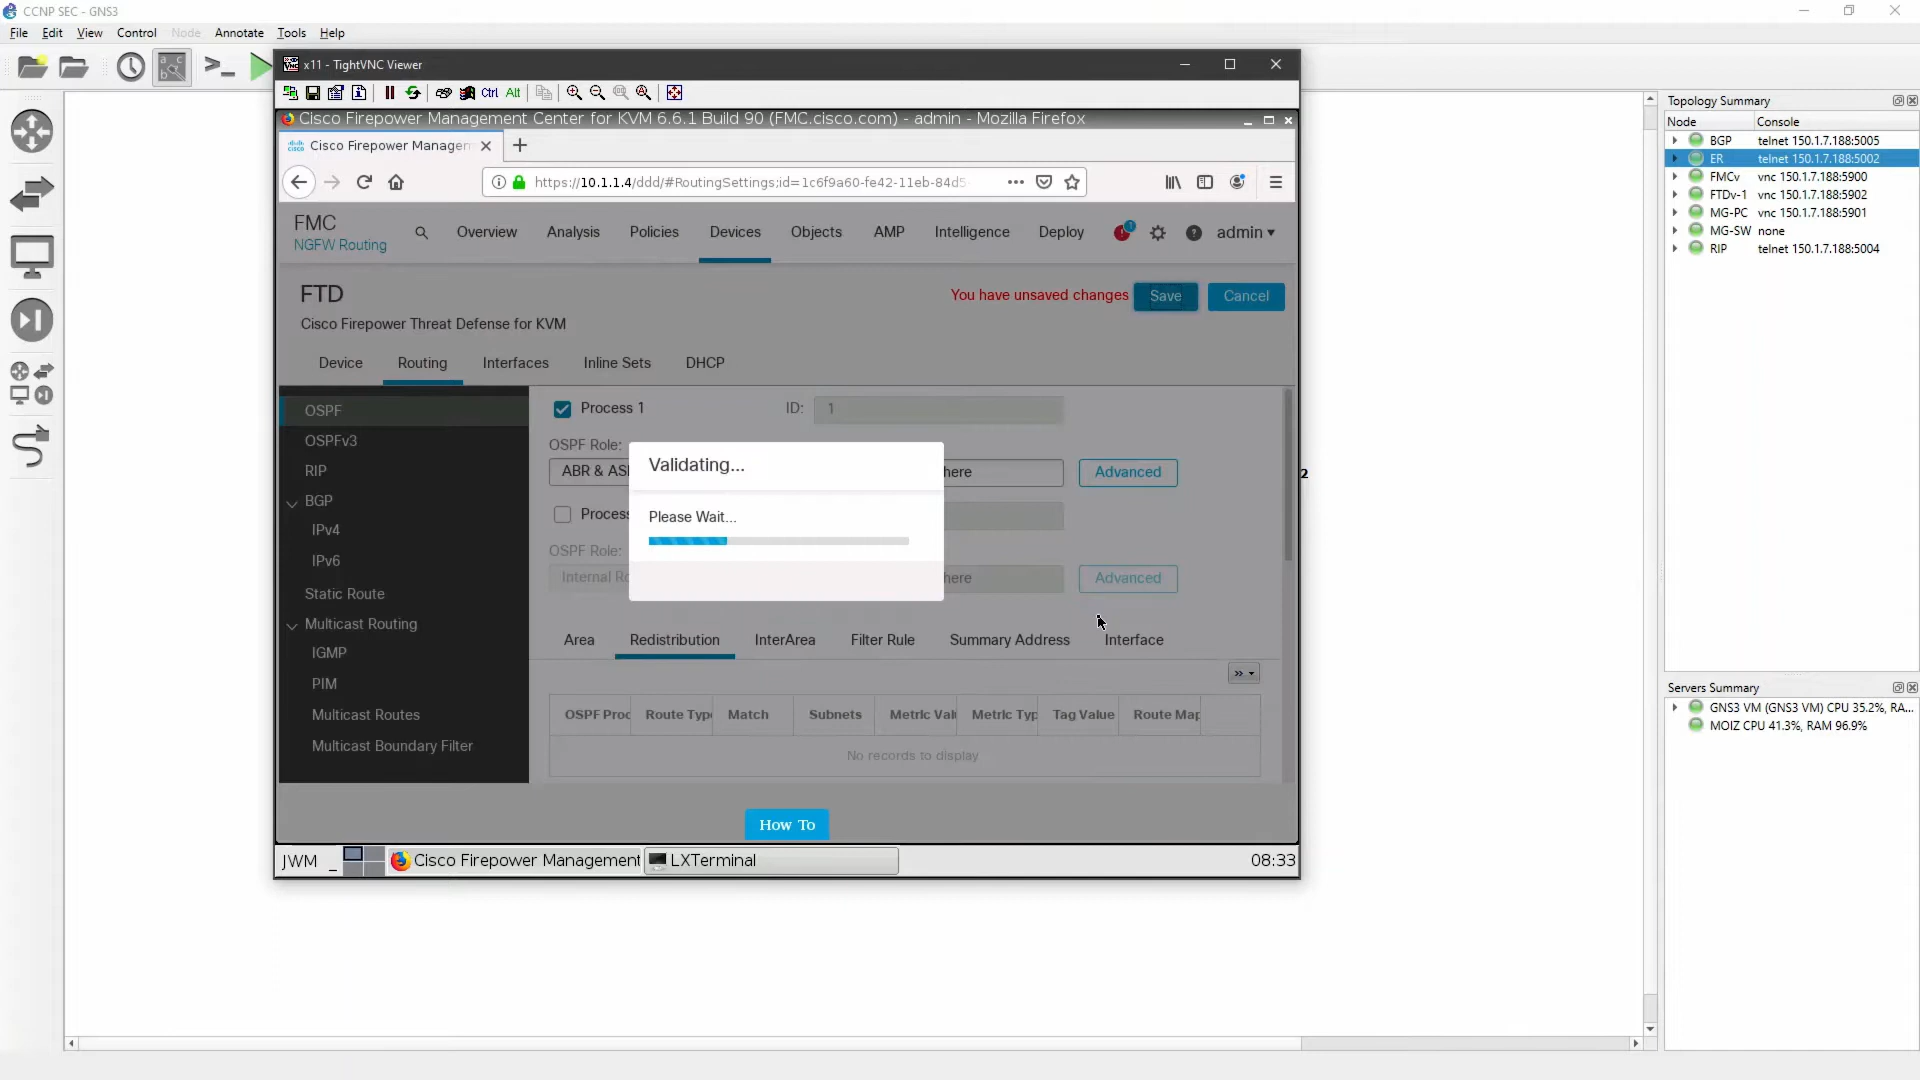 CCNP SEC - GNS3
File Edit View Control Node Annotate Tools Help
x11 - TightVNC Viewer
Ctrl Alt
Cisco Firepower Management Center for KVM 6.6.1 Build 90 (FMC.cisco.com) - admin - Mozilla Firefox
Cisco Firepower Managen
https://10.1.1.4/ddd/#RoutingSettings;id=1c6f9a60-fe42-11eb-84d5-
FMC
NGFW Routing
Overview Analysis Policies Devices Objects AMP Intelligence Deploy 1 admin
FTD
You have unsaved changes Save Cancel
Cisco Firepower Threat Defense for KVM
Device Routing Interfaces Inline Sets DHCP
OSPF
OSPFv3
RIP
BGP
IPv4
IPv6
Static Route
Multicast Routing
IGMP
PIM
Multicast Routes
Multicast Boundary Filter
Process 1 ID: 1
OSPF Role:
ABR & AS here Advanced
Process
OSPF Role:
Internal Ro here Advanced
Validating...
Please Wait...
Area Redistribution InterArea Filter Rule Summary Address Interface
OSPF Proc Route Type Match Subnets Metric Val Metric Typ Tag Value Route Map
No records to display
How To
JWM Cisco Firepower Management LXTerminal 08:33
2
Topology Summary
Node Console
BGP telnet 150.1.7.188:5005
ER telnet 150.1.7.188:5002
FMCv vnc 150.1.7.188:5900
FTDv-1 vnc 150.1.7.188:5902
MG-PC vnc 150.1.7.188:5901
MG-SW none
RIP telnet 150.1.7.188:5004
Servers Summary
GNS3 VM (GNS3 VM) CPU 35.2%, RA...
MOIZ CPU 41.3%, RAM 96.9%